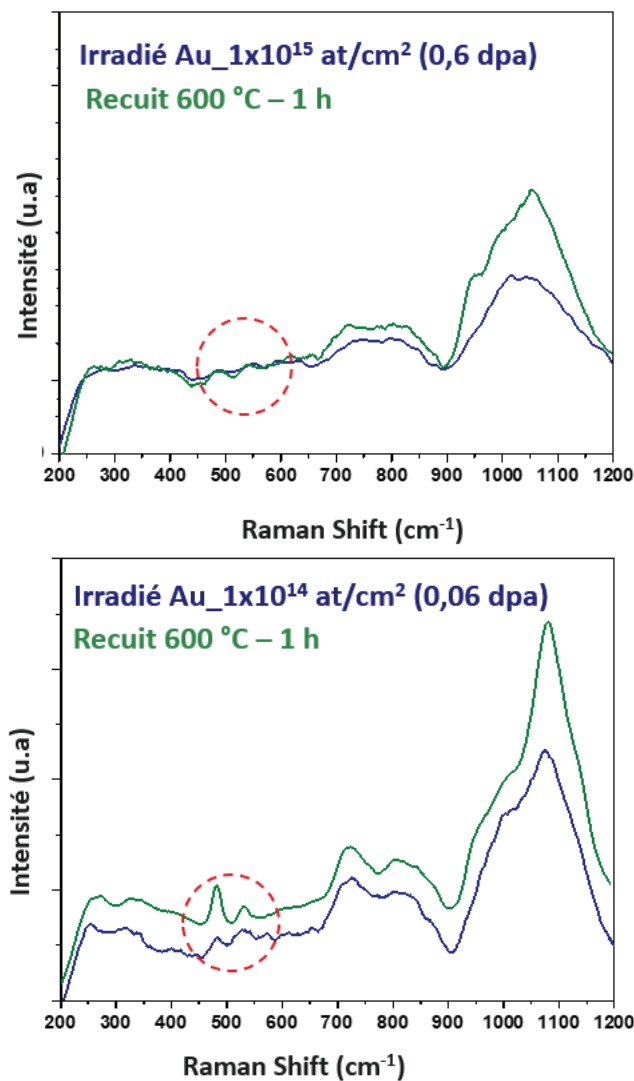 Irradié Au_1x10¹⁵ at/cm² (0,6 dpa)
Recuit 600 °C – 1 h
Intensité (u.a)
200 300 400 500 600 700 800 900 1000 1100 1200
Raman Shift (cm⁻¹)
Irradié Au_1x10¹⁴ at/cm² (0,06 dpa)
Recuit 600 °C – 1 h
Intensité (u.a)
200 300 400 500 600 700 800 900 1000 1100 1200
Raman Shift (cm⁻¹)